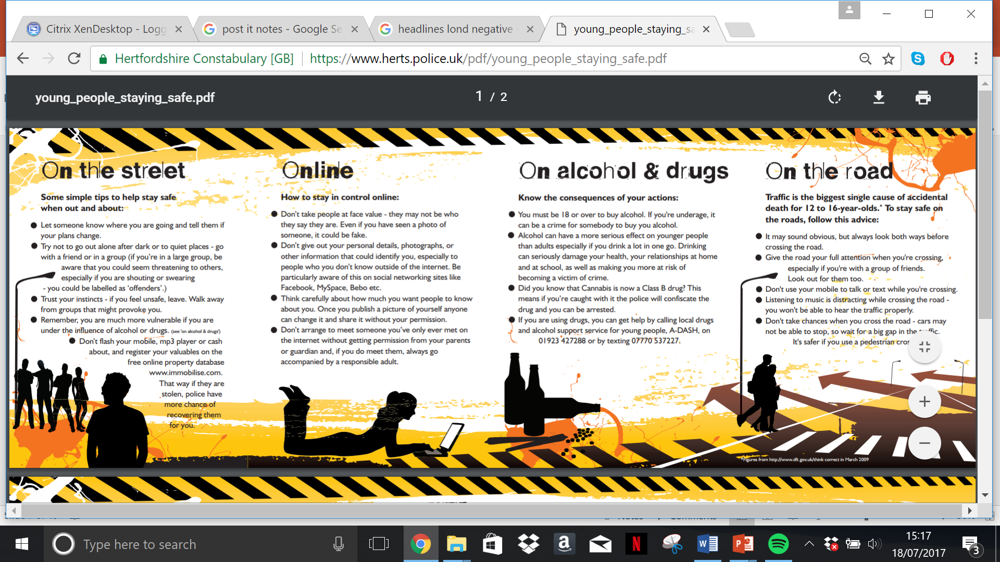 Citrix XenDesktop - Logg
post it notes - Google Se
headlines lond negative -
young_people_staying_sa
Hertfordshire Constabulary [GB]
https://www.herts.police.uk/pdf/young_people_staying_safe.pdf
young_people_staying_safe.pdf
1 / 2
On the street
Some simple tips to help stay safe
when out and about:
● Let someone know where you are going and tell them if
your plans change.
● Try not to go out alone after dark or to quiet places - go
with a friend or in a group (if you're in a large group, be
aware that you could seem threatening to others,
especially if you are shouting or swearing
- you could be labelled as 'offenders'.)
● Trust your instincts - if you feel unsafe, leave. Walk away
from groups that might provoke you.
● Remember, you are much more vulnerable if you are
under the influence of alcohol or drugs. (see 'on alcohol & drugs')
● Don't flash your mobile, mp3 player or cash
about, and register your valuables on the
free online property database
www.immobilise.com.
That way if they are
stolen, police have
more chance of
recovering them
for you.
Online
How to stay in control online:
● Don't take people at face value - they may not be who
they say they are. Even if you have seen a photo of
someone, it could be fake.
● Don't give out your personal details, photographs, or
other information that could identify you, especially to
people who you don't know outside of the internet. Be
particularly aware of this on social networking sites like
Facebook, MySpace, Bebo etc.
● Think carefully about how much you want people to know
about you. Once you publish a picture of yourself anyone
can change it and share it without your permission.
● Don't arrange to meet someone you've only ever met on
the internet without getting permission from your parents
or guardian and, if you do meet them, always go
accompanied by a responsible adult.
On alcohol & drugs
Know the consequences of your actions:
● You must be 18 or over to buy alcohol. If you're underage, it
can be a crime for somebody to buy you alcohol.
● Alcohol can have a more serious effect on younger people
than adults especially if you drink a lot in one go. Drinking
can seriously damage your health, your relationships at home
and at school, as well as making you more at risk of
becoming a victim of crime.
● Did you know that Cannabis is now a Class B drug? This
means if you're caught with it the police will confiscate the
drug and you can be arrested.
● If you are using drugs, you can get help by calling local drugs
and alcohol support service for young people, A-DASH, on
01923 427288 or by texting 07770 537227.
On the road
Traffic is the biggest single cause of accidental
death for 12 to 16-year-olds.* To stay safe on
the roads, follow this advice:
● It may sound obvious, but always look both ways before
crossing the road.
● Give the road your full attention when you're crossing,
especially if you're with a group of friends.
Look out for them too.
● Don't use your mobile to talk or text while you're crossing.
● Listening to music is distracting while crossing the road -
you won't be able to hear the traffic properly.
● Don't take chances when you cross the road - cars may
not be able to stop, so wait for a big gap in the traffic.
It's safer if you use a pedestrian cros
*Figures from http://www.dft.gov.uk/think correct in March 2009
Type here to search
15:17
18/07/2017
3